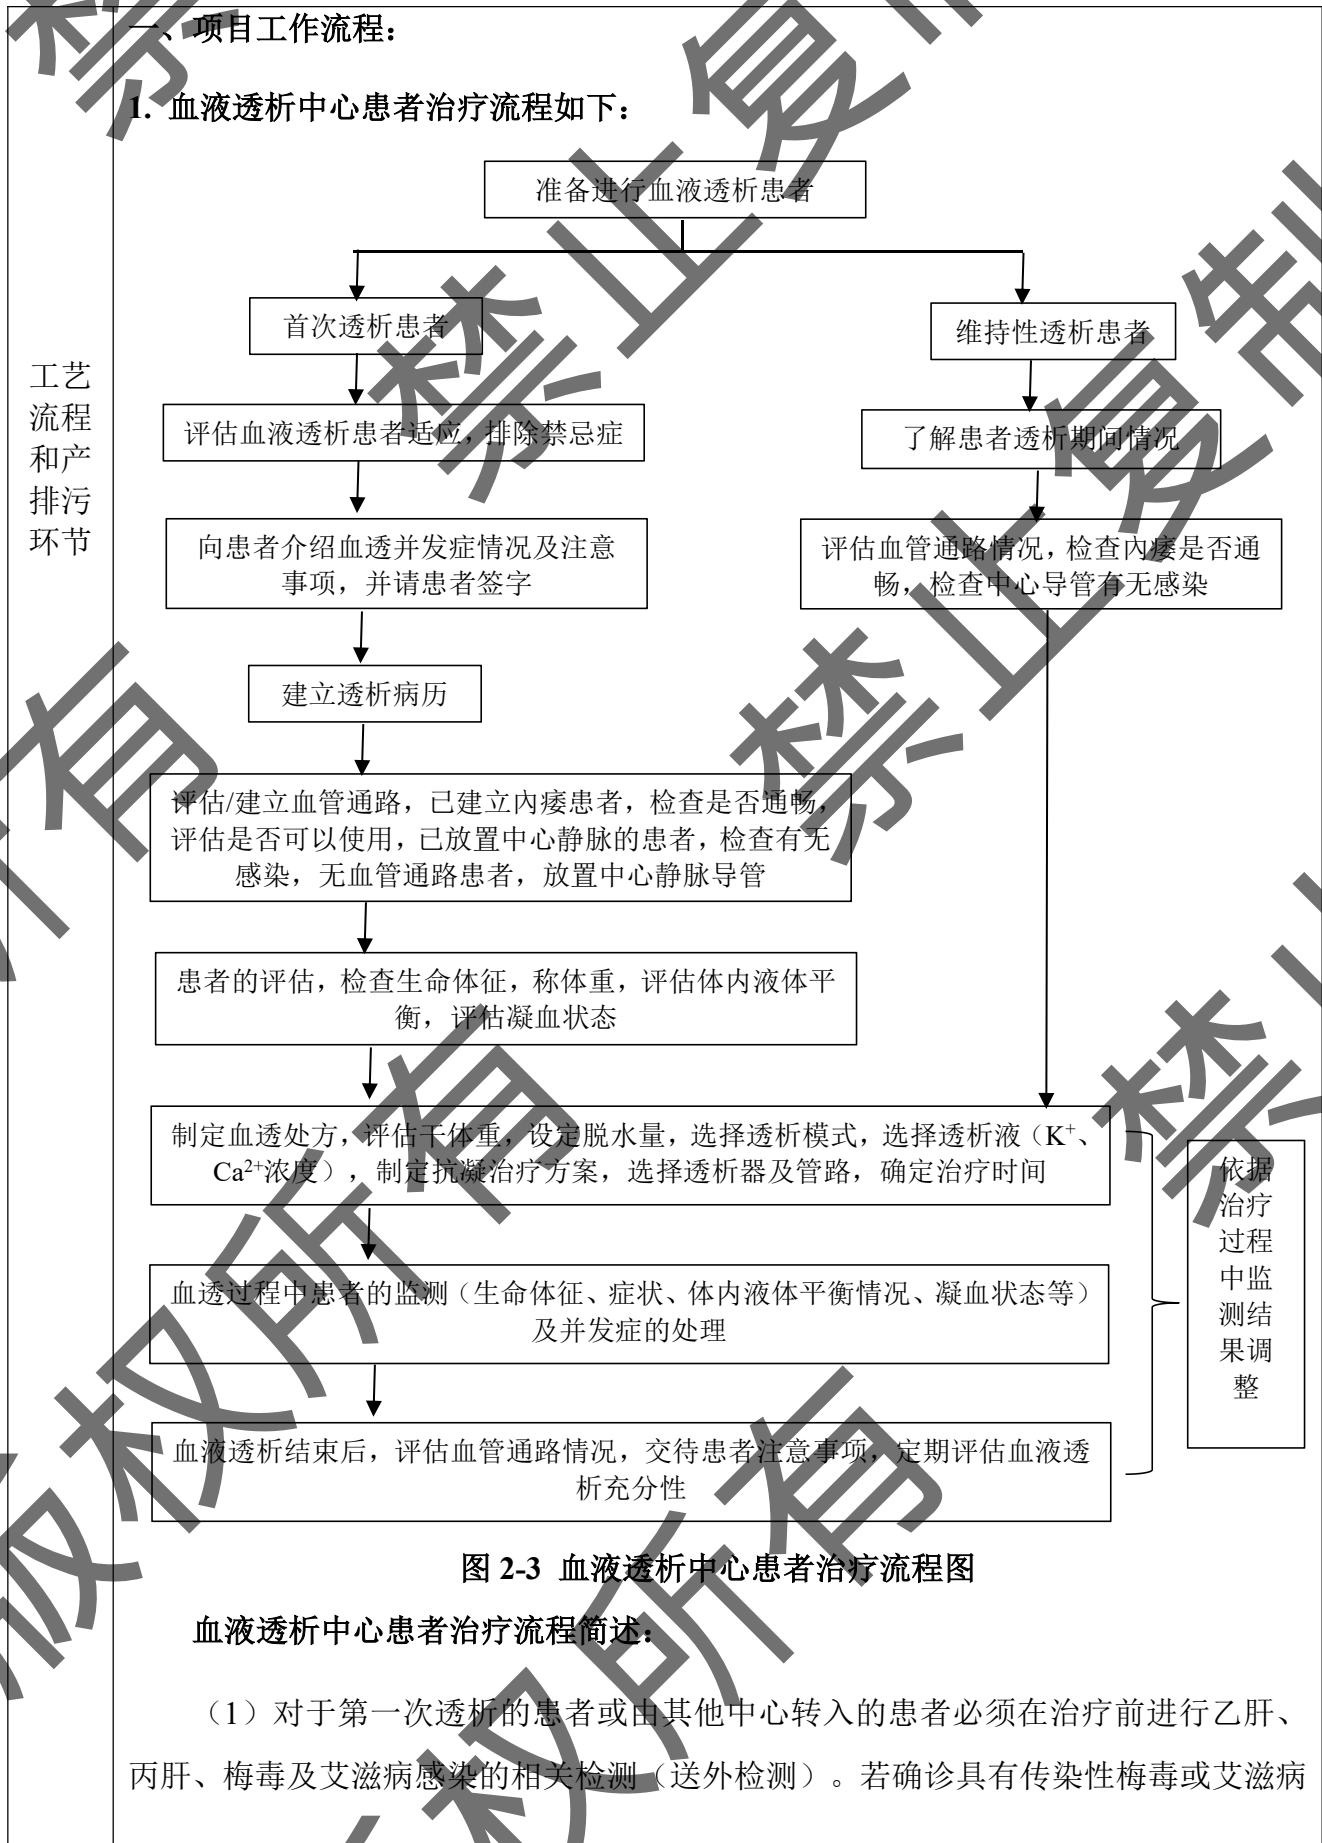 一、项目工作流程：
1. 血液透析中心患者治疗流程如下：
准备进行血液透析患者
首次透析患者
维持性透析患者
工艺
流程
和产
排污
环节
评估血液透析患者适应，排除禁忌症
了解患者透析期间情况
向患者介绍血透并发症情况及注意
事项，并请患者签字
评估血管通路情况，检查内瘘是否通
畅，检查中心导管有无感染
建立透析病历
评估/建立血管通路，已建立内瘘患者，检查是否通畅，
评估是否可以使用，已放置中心静脉的患者，检查有无
感染，无血管通路患者，放置中心静脉导管
患者的评估，检查生命体征，称体重，评估体内液体平
衡，评估凝血状态
制定血透处方，评估干体重，设定脱水量，选择透析模式，选择透析液（K⁺、
Ca²⁺浓度），制定抗凝治疗方案，选择透析器及管路，确定治疗时间
依据
治疗
过程
中监
测结
果调
整
血透过程中患者的监测（生命体征、症状、体内液体平衡情况、凝血状态等）
及并发症的处理
血液透析结束后，评估血管通路情况，交待患者注意事项，定期评估血液透
析充分性
图 2-3 血液透析中心患者治疗流程图
血液透析中心患者治疗流程简述：
（1）对于第一次透析的患者或由其他中心转入的患者必须在治疗前进行乙肝、
丙肝、梅毒及艾滋病感染的相关检测（送外检测）。若确诊具有传染性梅毒或艾滋病
版权所有
禁止复制
版权所有
禁止复制